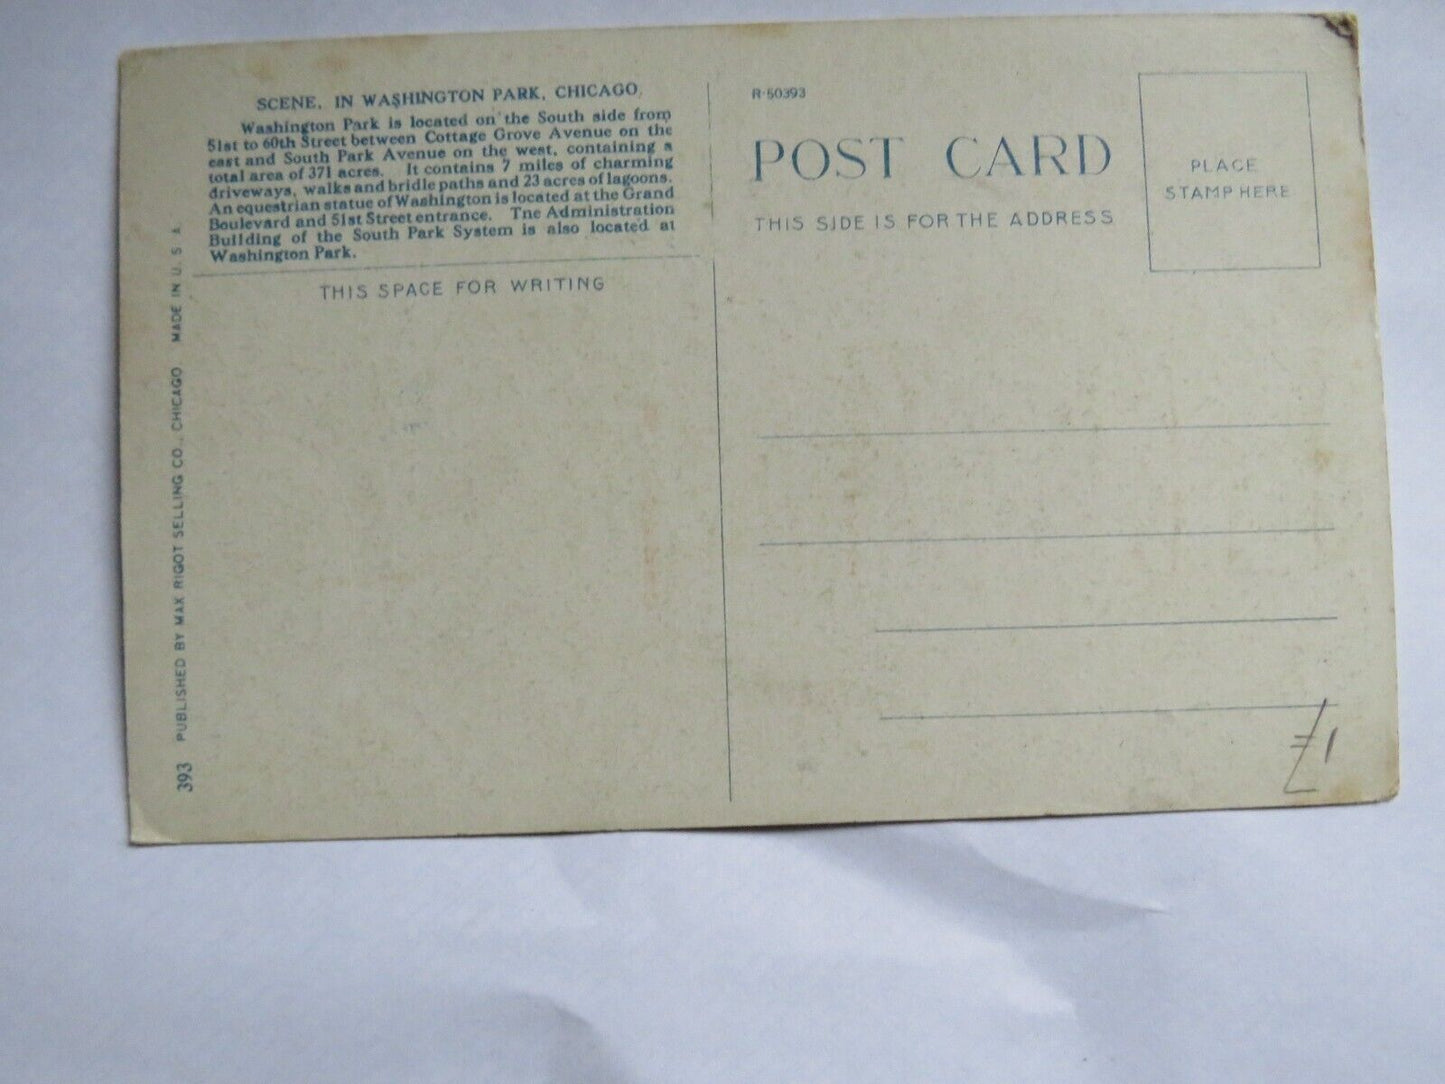 SCENE, IN WASHINGTON PARK, CHICAGO,
Washington Park is located on the South side from
51st to 60th Street between Cottage Grove Avenue on the
east and South Park Avenue on the west, containing a
total area of 371 acres. It contains 7 miles of charming
driveways, walks and bridle paths and 23 acres of lagoons.
An equestrian statue of Washington is located at the Grand
Boulevard and 51st Street entrance. Tne Administration
Building of the South Park System is also located at
Washington Park.
THIS SPACE FOR WRITING
393 PUBLISHED BY MAX RIGOT SELLING CO., CHICAGO MADE IN U. S. A.
R-50393
POST CARD
THIS SIDE IS FOR THE ADDRESS
PLACE
STAMP HERE
£1